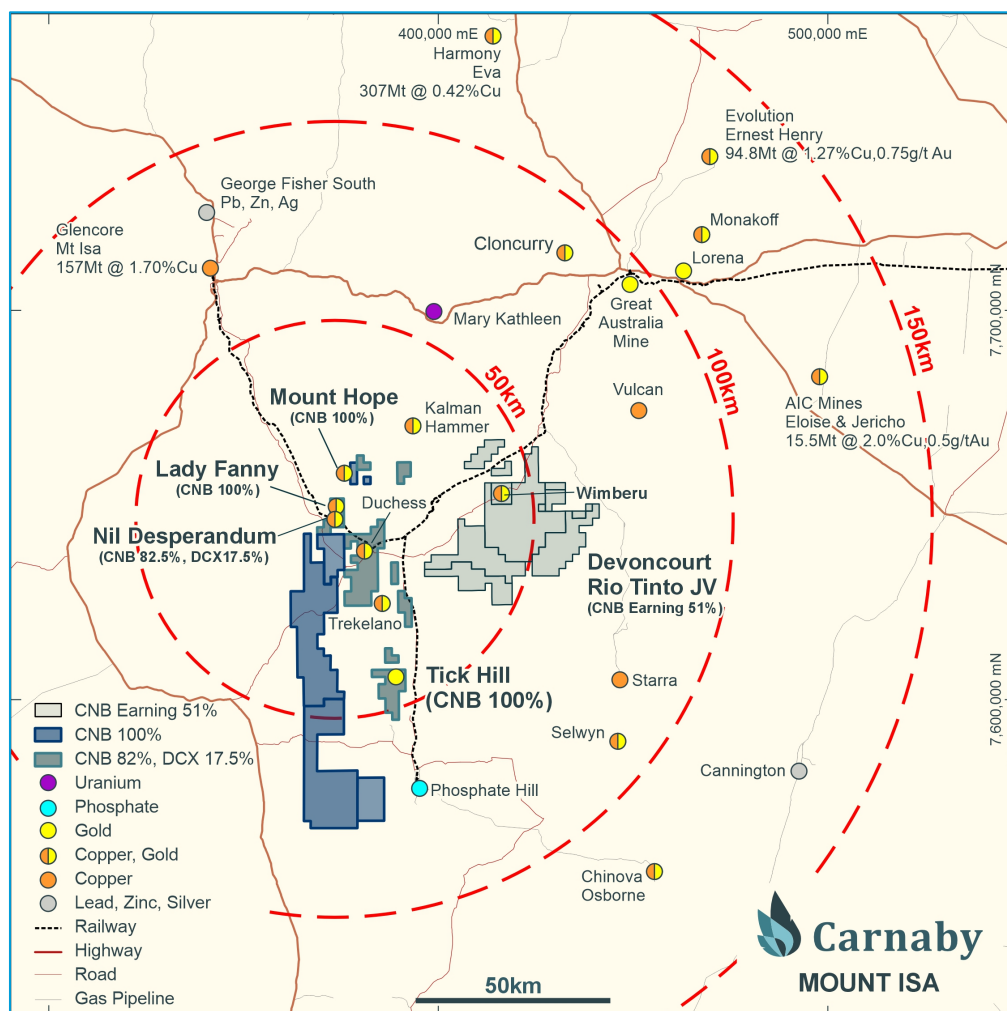 400,000 mE
500,000 mE
Harmony
Eva
307Mt @ 0.42%Cu
Evolution
Ernest Henry
94.8Mt @ 1.27%Cu,0.75g/t Au
George Fisher South
Pb, Zn, Ag
Glencore
Mt Isa
157Mt @ 1.70%Cu
Cloncurry
Monakoff
Lorena
Great
Australia
Mine
Mary Kathleen
7,700,000 mN
50km
100km
150km
Vulcan
AIC Mines
Eloise & Jericho
15.5Mt @ 2.0%Cu,0.5g/tAu
Mount Hope
(CNB 100%)
Kalman
Hammer
Lady Fanny
(CNB 100%)
Duchess
Wimberu
Nil Desperandum
(CNB 82.5%, DCX17.5%)
Devoncourt
Rio Tinto JV
(CNB Earning 51%)
Trekelano
Tick Hill
(CNB 100%)
Starra
7,600,000 mN
Selwyn
Cannington
Phosphate Hill
Chinova
Osborne
CNB Earning 51%
CNB 100%
CNB 82%, DCX 17.5%
Uranium
Phosphate
Gold
Copper, Gold
Copper
Lead, Zinc, Silver
Railway
Highway
Road
Gas Pipeline
50km
Carnaby
MOUNT ISA